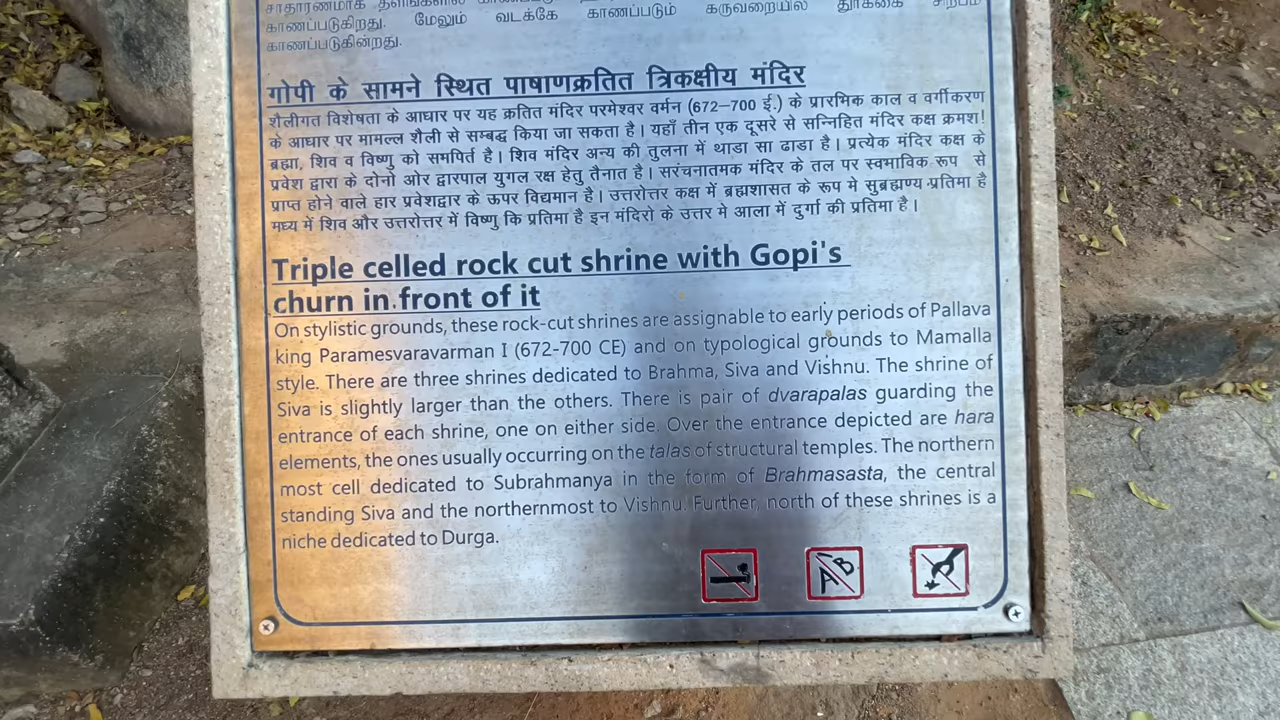 காணப்படுகிறது. மேலும் வடக்கே காணப்படும் கருவறையில் துர்க்கை சிற்பம்
காணப்படுகின்றது.
गोपी के सामने स्थित पाषाणक्रतित त्रिकक्षीय मंदिर
शैलीगत विशेषता के आधार पर यह क्रतित मंदिर परमेश्वर वर्मन (672–700 ई.) के प्रारभिक काल व वर्गीकरण
के आधार पर मामल्ल शैली से सम्बद्ध किया जा सकता है। यहाँ तीन एक दूसरे से सन्निहित मंदिर कक्ष क्रमश!
ब्रह्मा, शिव व विष्णु को समपित है। शिव मंदिर अन्य की तुलना में थाडा सा ढाडा है। प्रत्येक मंदिर कक्ष के
प्रवेश द्वारा के दोनो ओर द्वारपाल युगल रक्ष हेतु तैनात है। सरंचनातमक मंदिर के तल पर स्वमाविक रूप से
प्राप्त होने वाले हार प्रवेशद्वार के ऊपर विद्यमान है। उत्तरोत्तर कक्ष में ब्रह्मशासत के रूप मे सुब्रह्मण्य प्रतिमा है
मध्य में शिव और उत्तरोत्तर में विष्णु कि प्रतिमा है इन मंदिरो के उत्तर मे आला में दुर्गा की प्रतिमा है।
Triple celled rock cut shrine with Gopi's
churn in front of it
On stylistic grounds, these rock-cut shrines are assignable to early periods of Pallava
king Paramesvaravarman I (672-700 CE) and on typological grounds to Mamalla
style. There are three shrines dedicated to Brahma, Siva and Vishnu. The shrine of
Siva is slightly larger than the others. There is pair of dvarapalas guarding the
entrance of each shrine, one on either side. Over the entrance depicted are hara
elements, the ones usually occurring on the talas of structural temples. The northern
most cell dedicated to Subrahmanya in the form of Brahmasasta, the central
standing Siva and the northernmost to Vishnu. Further, north of these shrines is a
niche dedicated to Durga.
AB